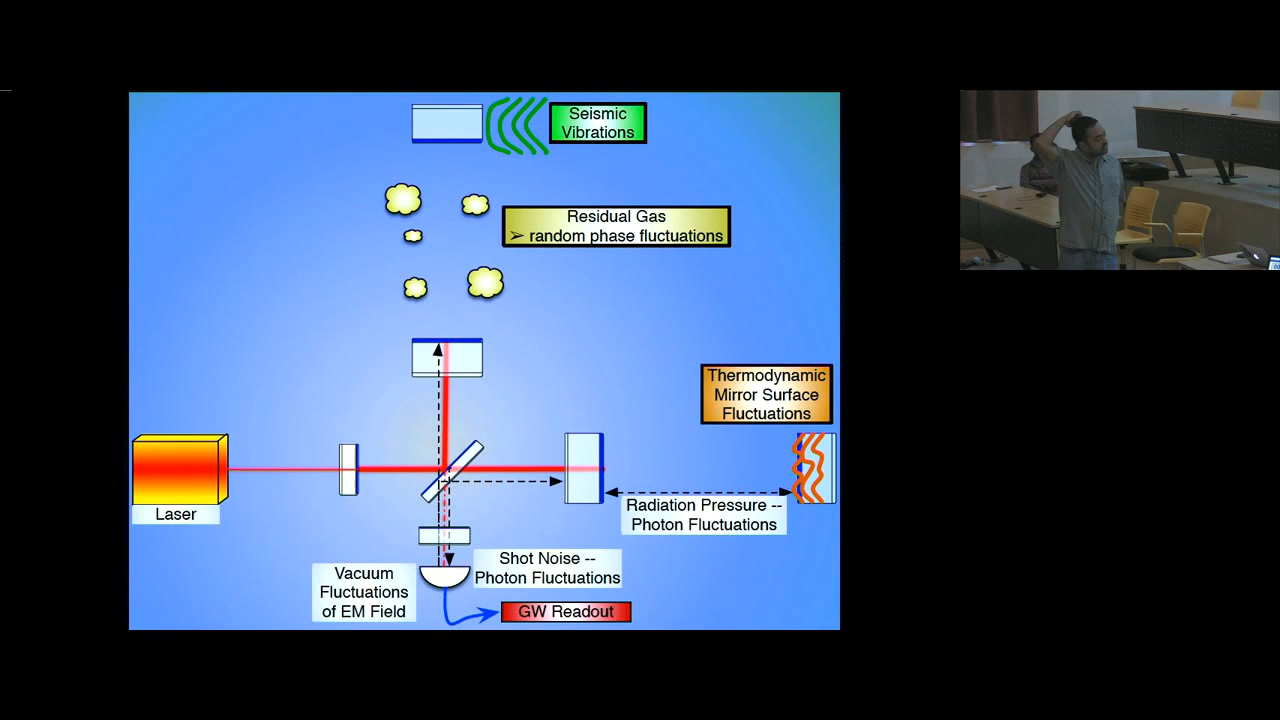 Seismic
Vibrations
Residual Gas
➢ random phase fluctuations
Thermodynamic
Mirror Surface
Fluctuations
Laser
Radiation Pressure --
Photon Fluctuations
Shot Noise --
Photon Fluctuations
Vacuum
Fluctuations
of EM Field
GW Readout